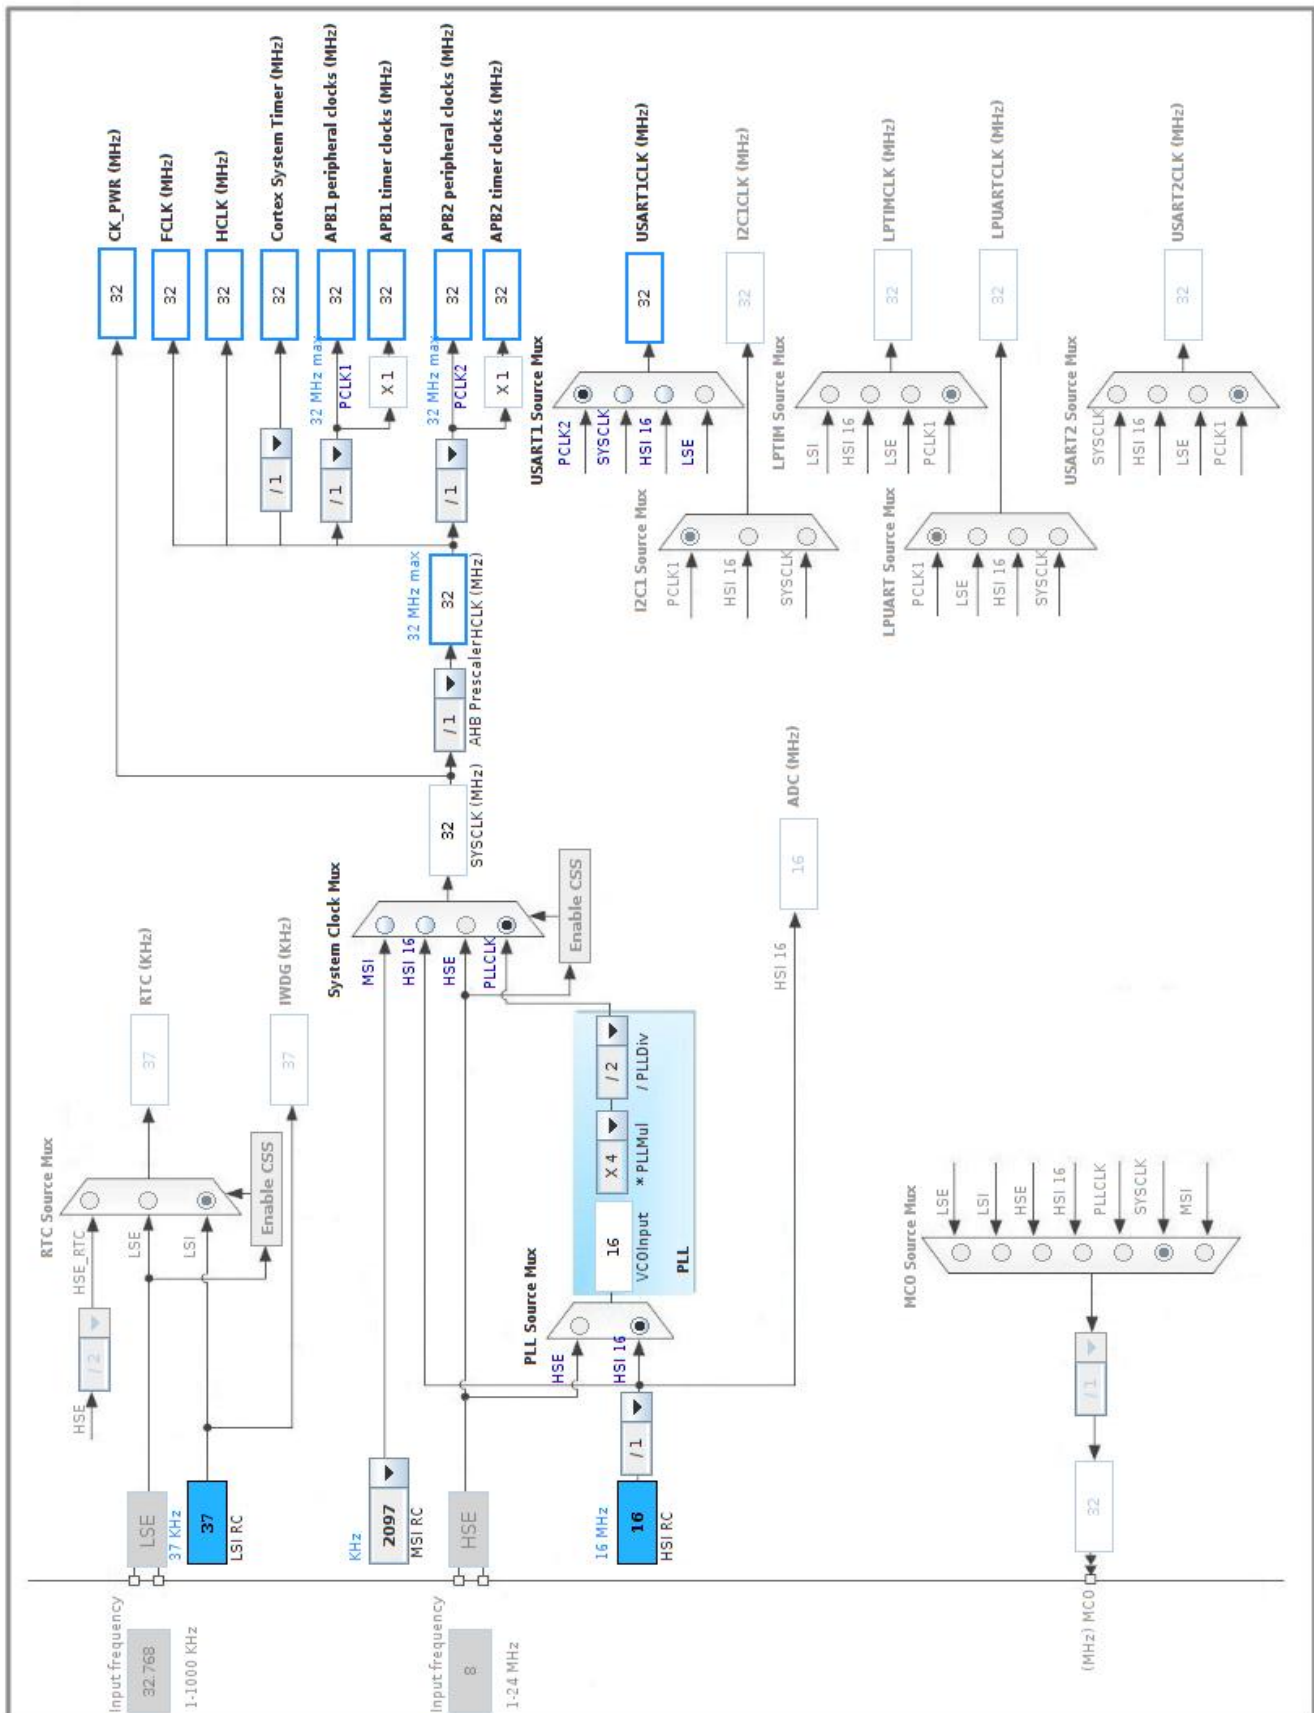 Input frequency
32.768
1-1000 KHz
LSE
HSE
/ 2
HSE_RTC
LSE
LSI
RTC Source Mux
Enable CSS
37
RTC (KHz)
37 KHz
37
LSI RC
37
IWDG (KHz)
Input frequency
8
1-24 MHz
KHz
2097
MSI RC
HSE
16 MHz
16
HSI RC
/ 1
PLL Source Mux
HSE
HSI 16
16
VCOInput
X 4
* PLLMul
/ 2
/ PLLDiv
PLL
System Clock Mux
MSI
HSI 16
HSE
PLLCLK
Enable CSS
32
SYSCLK (MHz)
/ 1
AHB Prescaler
32 MHz max
32
HCLK (MHz)
HSI 16
16
ADC (MHz)
32
CK_PWR (MHz)
32
FCLK (MHz)
32
HCLK (MHz)
/ 1
32
Cortex System Timer (MHz)
/ 1
32 MHz max
PCLK1
32
APB1 peripheral clocks (MHz)
X 1
32
APB1 timer clocks (MHz)
/ 1
32 MHz max
PCLK2
32
APB2 peripheral clocks (MHz)
X 1
32
APB2 timer clocks (MHz)
USART1 Source Mux
PCLK2
SYSCLK
HSI 16
LSE
32
USART1CLK (MHz)
I2C1 Source Mux
PCLK1
HSI 16
SYSCLK
32
I2C1CLK (MHz)
LPTIM Source Mux
LSI
HSI 16
LSE
PCLK1
32
LPTIMCLK (MHz)
LPUART Source Mux
PCLK1
LSE
HSI 16
SYSCLK
32
LPUARTCLK (MHz)
USART2 Source Mux
SYSCLK
HSI 16
LSE
PCLK1
32
USART2CLK (MHz)
MCO Source Mux
LSE
LSI
HSE
HSI 16
PLLCLK
SYSCLK
MSI
/ 1
32
(MHz) MCO